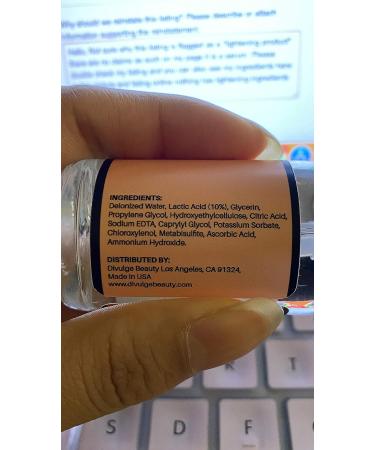 Why should we reinstate this listing? Please describe or attach
information supporting the reinstatement.
Hello, Not sure why this listing is flagged as a "lightening product"
there are no claims as such on my page it is a serum. Please
double check my listing and you can also see my ingredients here
INGREDIENTS:
Deionized Water, Lactic Acid (10%), Glycerin,
Propylene Glycol, Hydroxyethylcellulose, Citric Acid,
Sodium EDTA, Caprylyl Glycol, Potassium Sorbate,
Chloroxylenol, Metabisulfite, Ascorbic Acid,
Ammonium Hydroxide.
DISTRIBUTED BY:
Divulge Beauty Los Angeles, CA 91324,
Made in USA
www.divulgebeauty.com
R
T
S
D
F